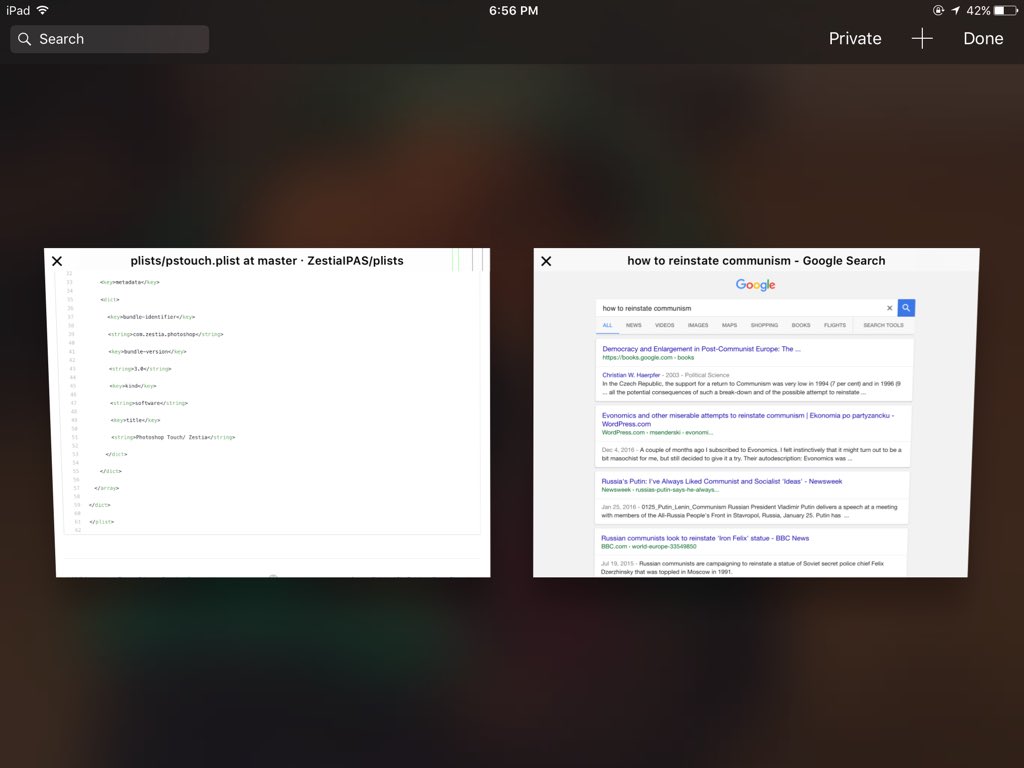 iPad 6:56 PM 42%
Search Private Done
plists/pstouch.plist at master · ZestiaIPAS/plists
32
33 <key>metadata</key>
34
35 <dict>
36
37 <key>bundle-identifier</key>
38
39 <string>com.zestia.photoshop</string>
40
41 <key>bundle-version</key>
42
43 <string>3.0</string>
44
45 <key>kind</key>
46
47 <string>software</string>
48
49 <key>title</key>
50
51 <string>Photoshop Touch/ Zestia</string>
52
53 </dict>
54
55 </dict>
56
57 </array>
58
59 </dict>
60
61 </plist>
62
how to reinstate communism - Google Search
Google
how to reinstate communism
ALL NEWS VIDEOS IMAGES MAPS SHOPPING BOOKS FLIGHTS SEARCH TOOLS
Democracy and Enlargement in Post-Communist Europe: The ...
https://books.google.com › books
Christian W. Haerpfer - 2003 - Political Science
In the Czech Republic, the support for a return to Communism was very low in 1994 (7 per cent) and in 1996 (9
... all the potential consequences of such a break-down and of the possible attempt to reinstate ...
Evonomics and other miserable attempts to reinstate communism | Ekonomia po partyzancku -
WordPress.com
WordPress.com › msenderski › evonomi...
Dec 4, 2016 - A couple of months ago I subscribed to Evonomics. I felt instinctively that it might turn out to be a
bit masochist for me, but still decided to give it a try. Their autodescription: Evonomics was ...
Russia's Putin: I've Always Liked Communist and Socialist 'Ideas' - Newsweek
Newsweek › russias-putin-says-he-always...
Jan 25, 2016 - 0125_Putin_Lenin_Communism Russian President Vladimir Putin delivers a speech at a meeting
with members of the All-Russia People's Front in Stavropol, Russia, January 25. Putin has ...
Russian communists look to reinstate 'Iron Felix' statue - BBC News
BBC.com › world-europe-33549850
Jul 19, 2015 - Russian communists are campaigning to reinstate a statue of Soviet secret police chief Felix
Dzerzhinsky that was toppled in Moscow in 1991.